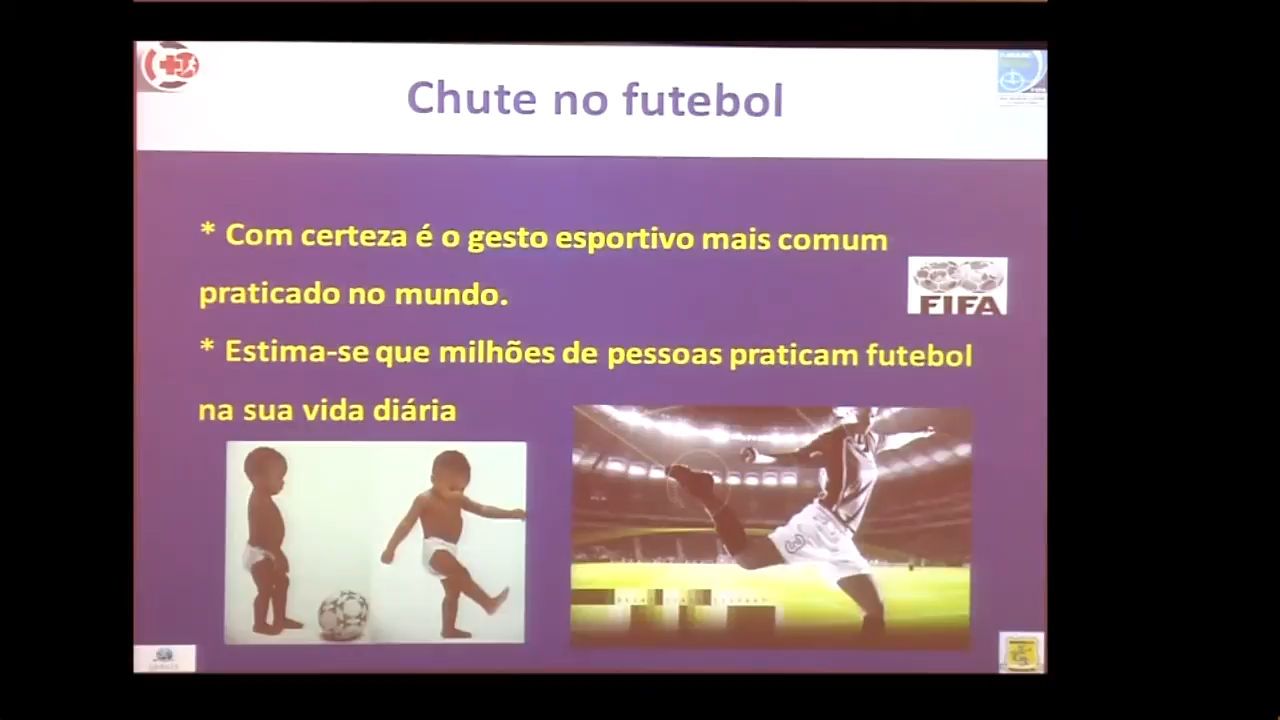 Chute no futebol
* Com certeza é o gesto esportivo mais comum
praticado no mundo.
FIFA
* Estima-se que milhões de pessoas praticam futebol
na sua vida diária
3